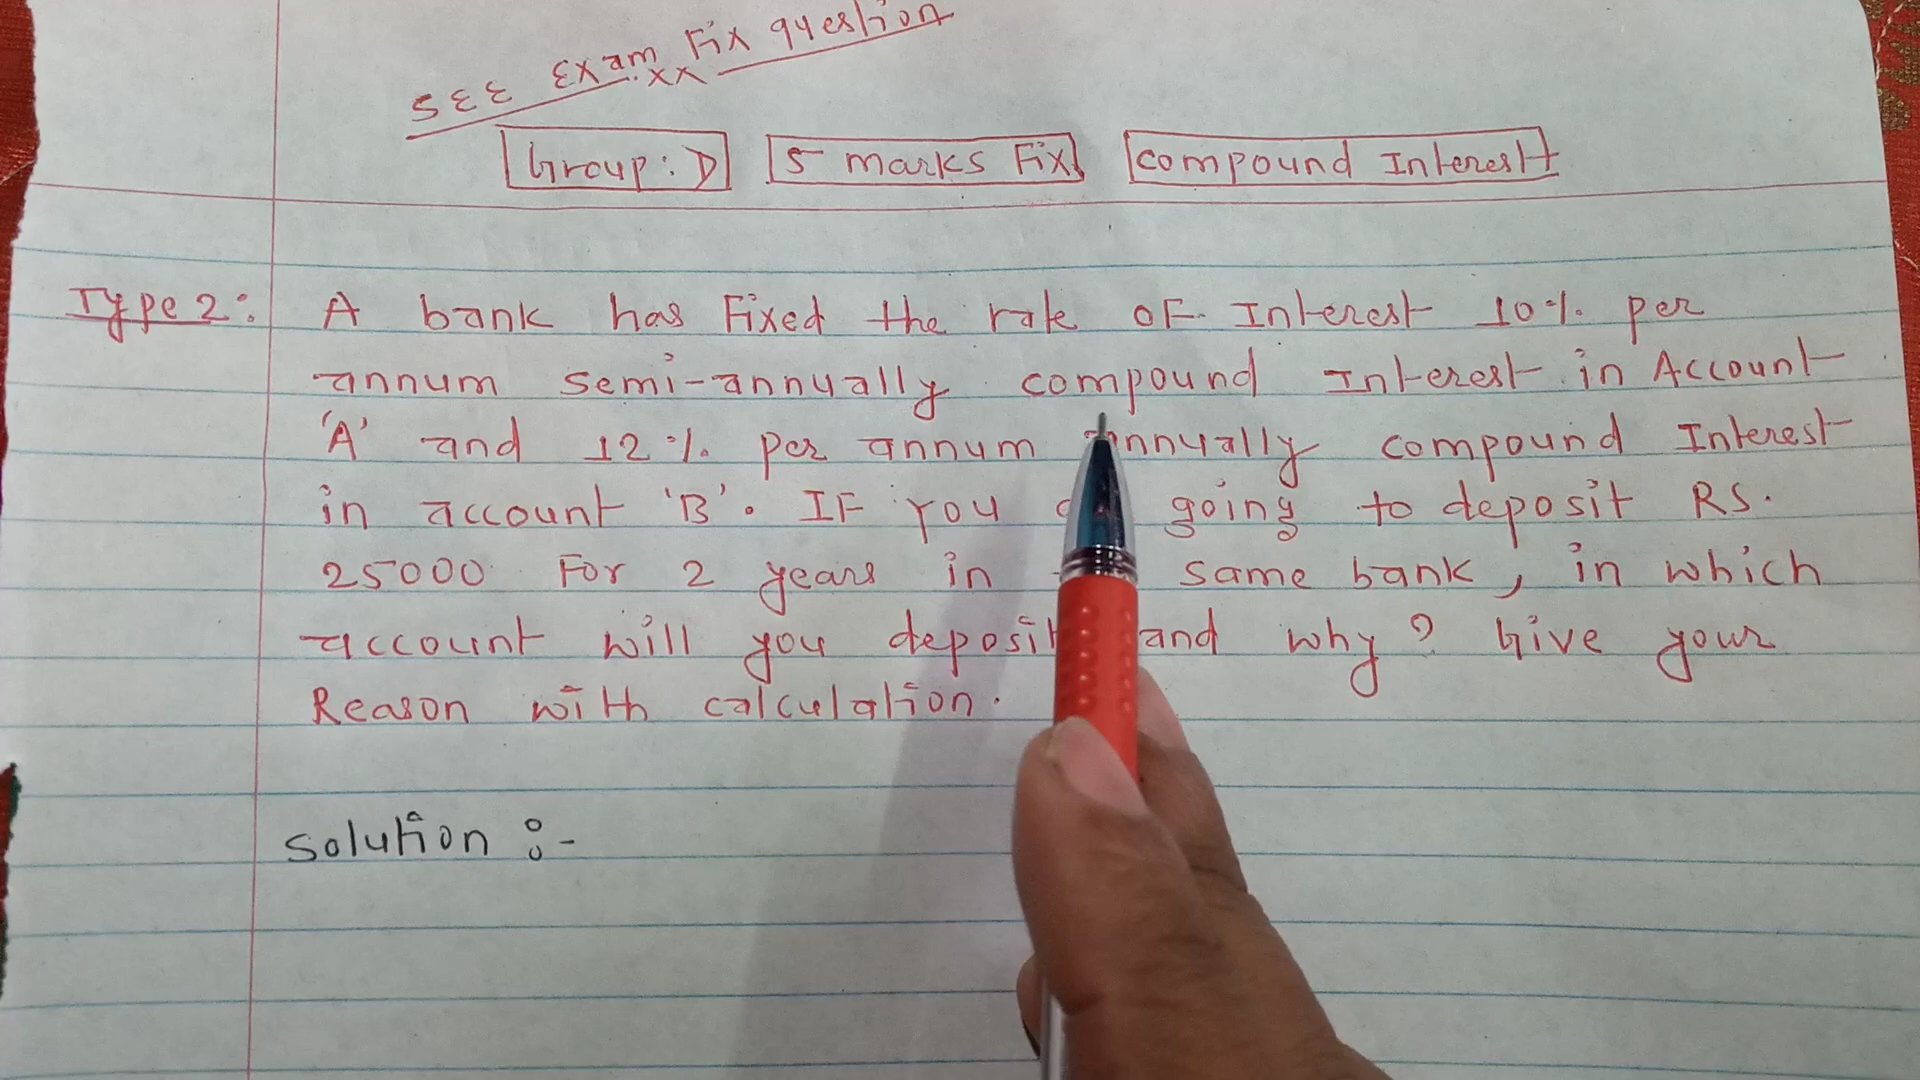 SEE Exam Fix question
xx
Group: D 5 marks Fix compound Interest
Type 2: A bank has Fixed the rate OF Interest 10% per
annum semi-annually compound Interest in Account
'A' and 12% per annum annually compound Interest
in account 'B'. IF you going to deposit RS.
25000 For 2 years in same bank, in which
account will you deposit and why? Give your
Reason with calculation.
Solution :-